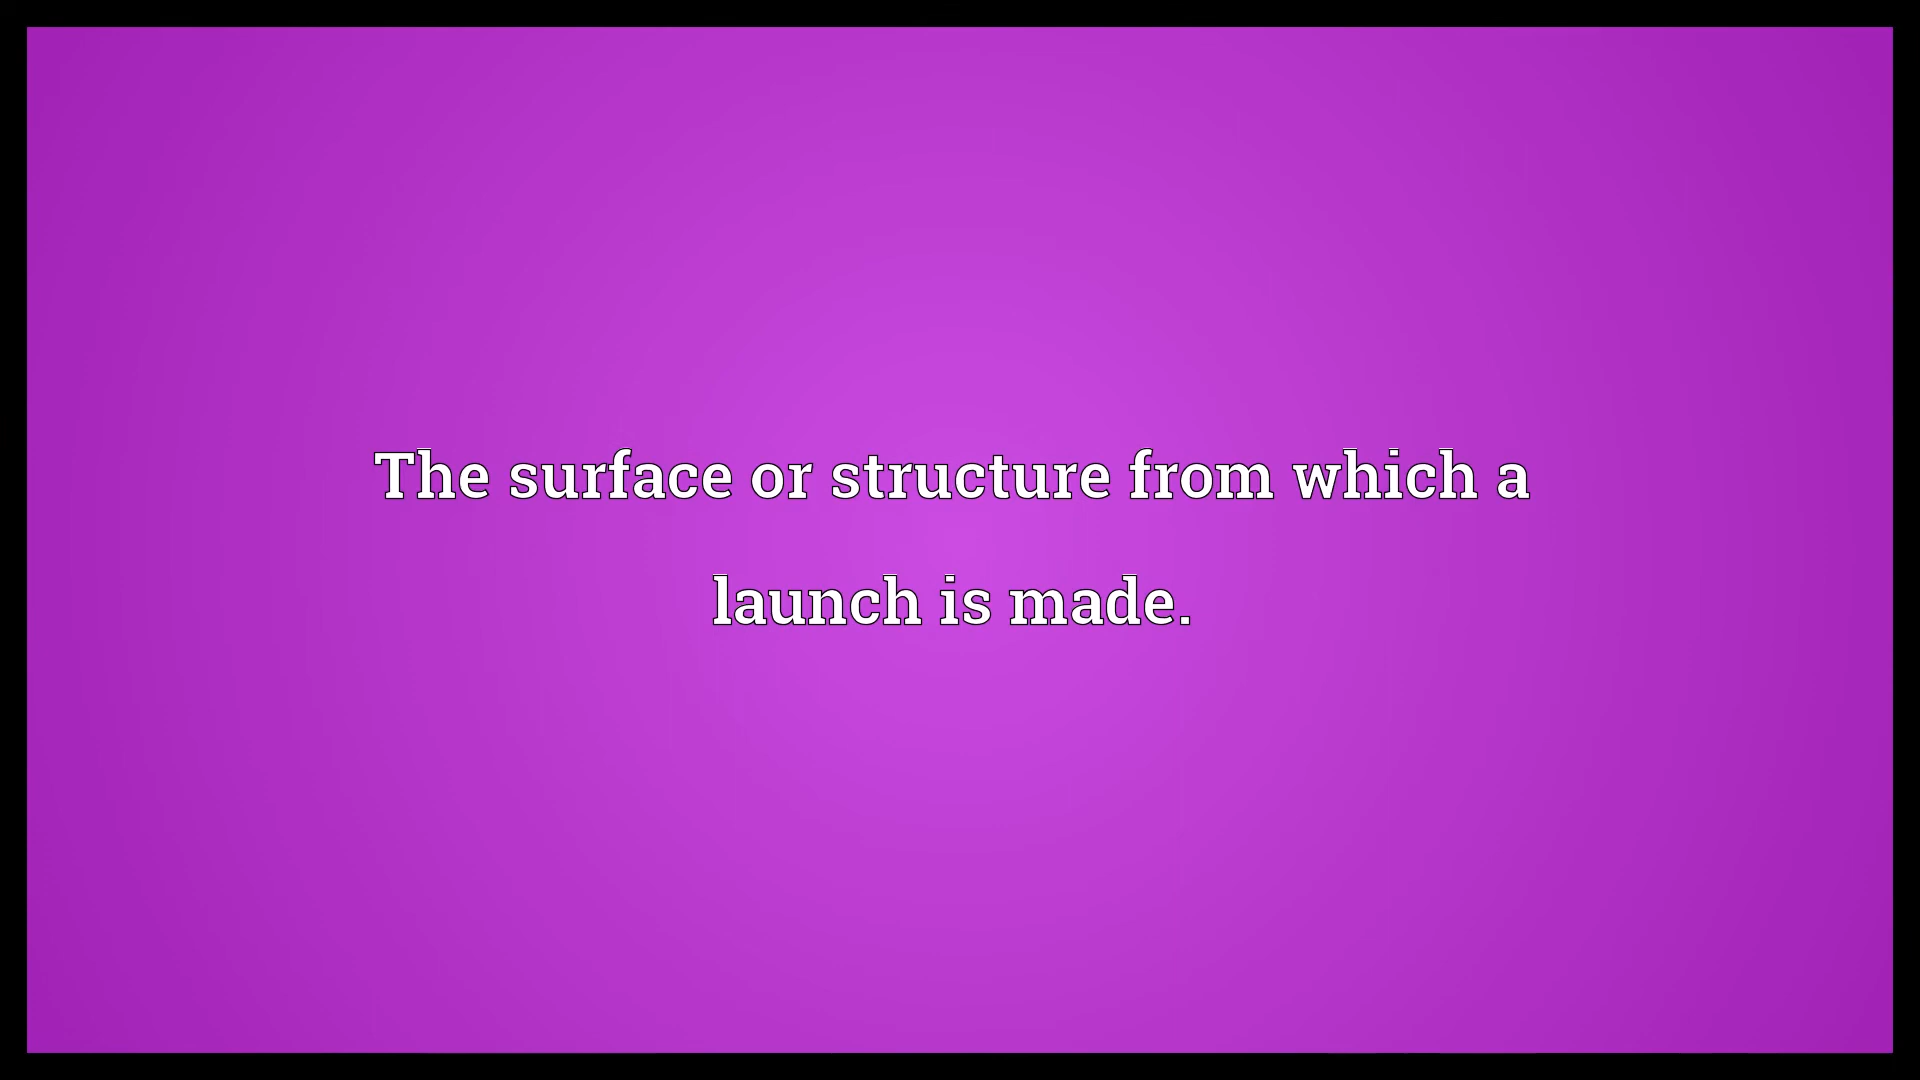 The surface or structure from which a
launch is made.